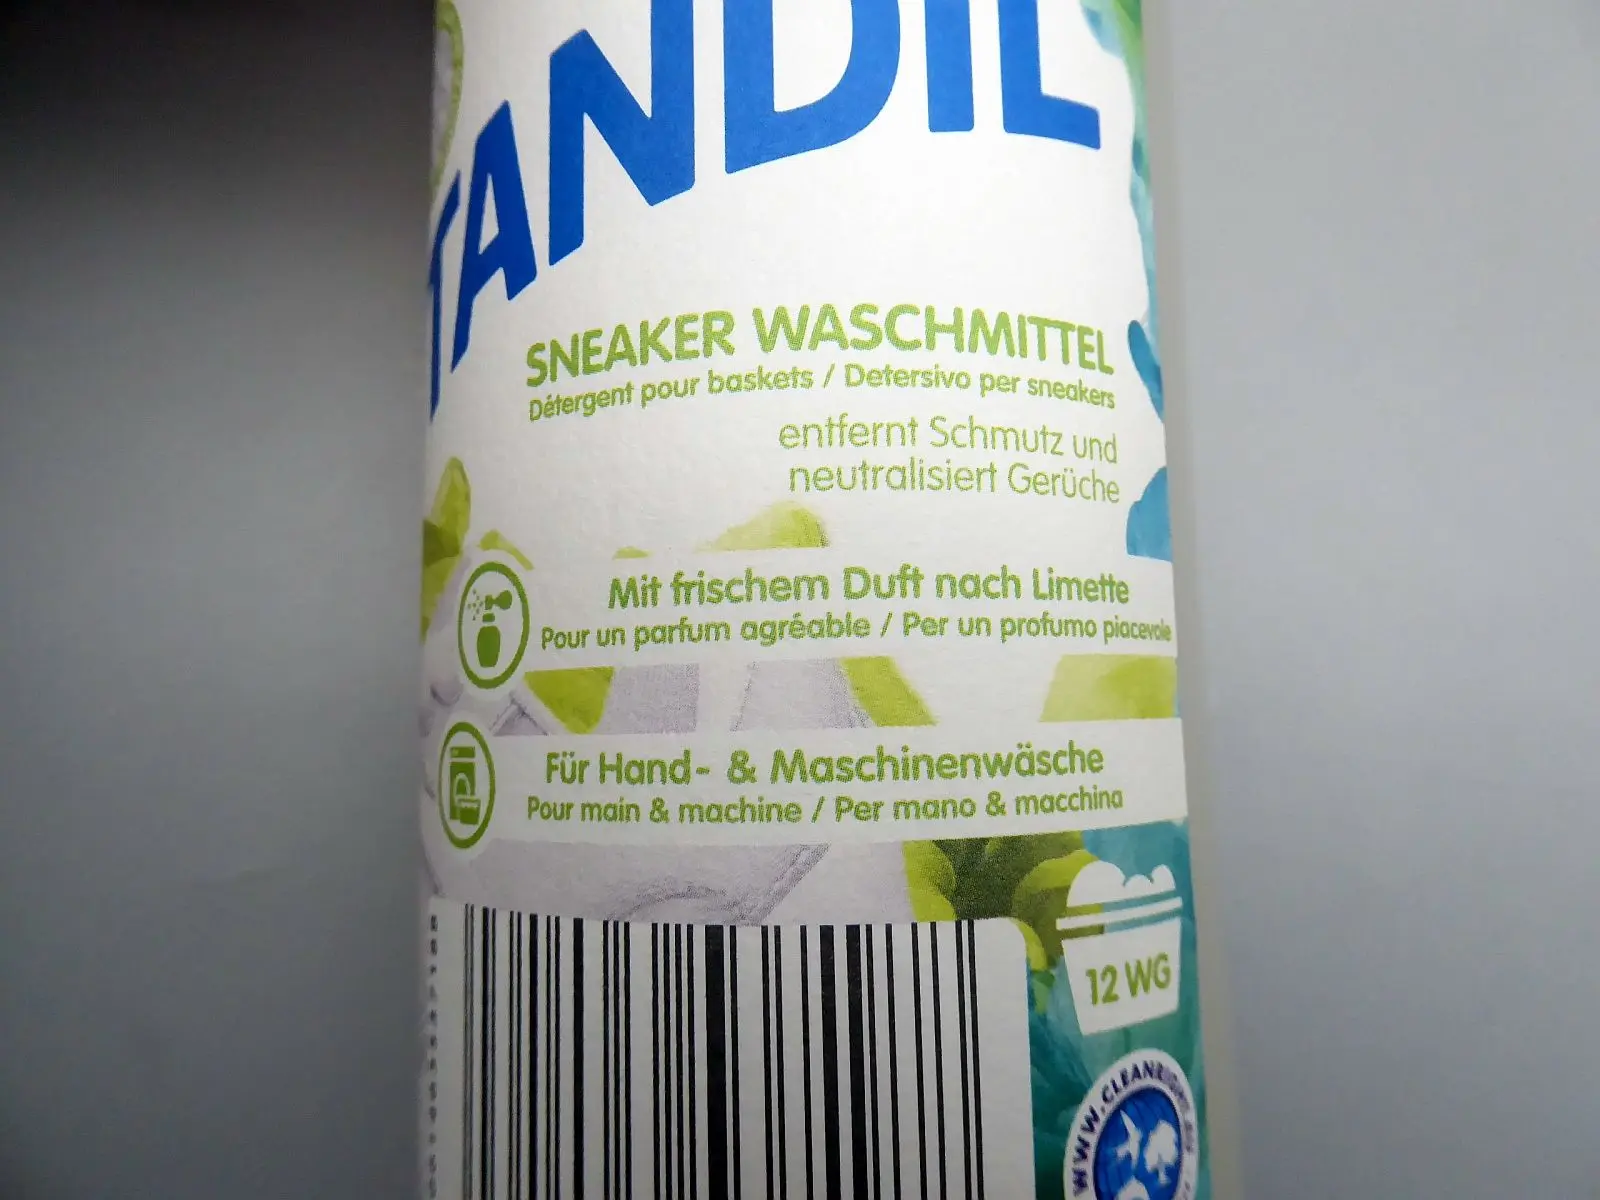 TANDIL
SNEAKER WASCHMITTEL
Détergent pour baskets / Detersivo per sneakers
entfernt Schmutz und
neutralisiert Gerüche
Mit frischem Duft nach Limette
Pour un parfum agréable / Per un profumo piacevole
Für Hand- & Maschinenwäsche
Pour main & machine / Per mano & macchina
12 WG